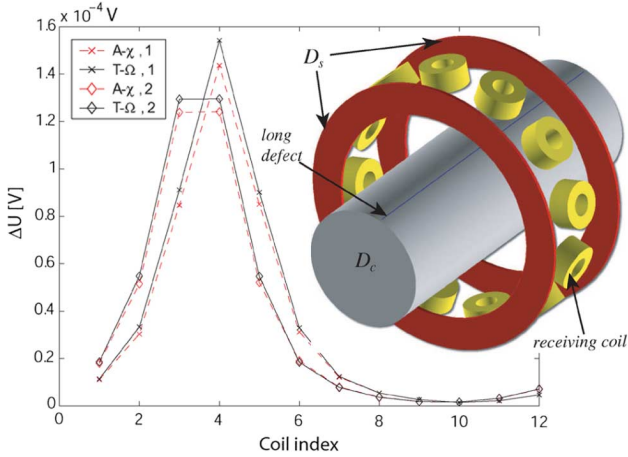 1.6 × 10⁻⁴ V
A-χ , 1
T-Ω , 1
A-χ , 2
T-Ω , 2
D_s
1.4
1.2
long
defect
1.0
ΔU [V]
0.8
0.6
D_c
0.4
receiving coil
0.2
0
0 2 4 6 8 10 12
Coil index